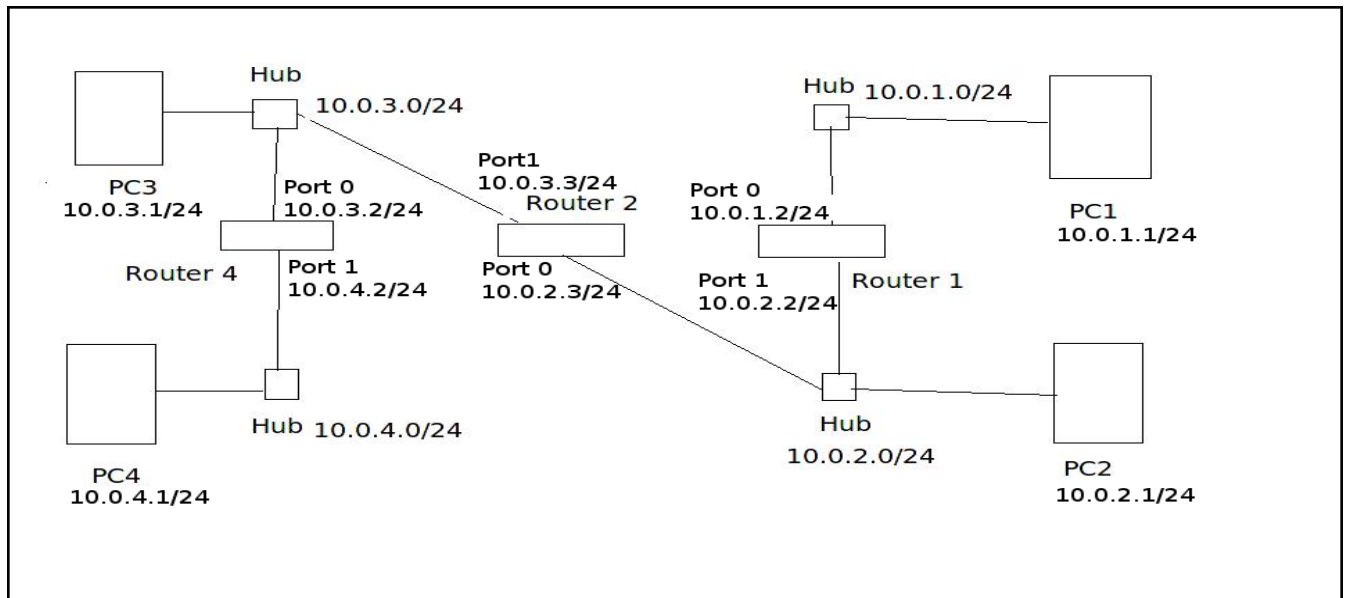 Hub
10.0.3.0/24
PC3
10.0.3.1/24
Port 0
10.0.3.2/24
Router 4
Port 1
10.0.4.2/24
Hub 10.0.4.0/24
PC4
10.0.4.1/24
Port1
10.0.3.3/24
Router 2
Port 0
10.0.2.3/24
Hub 10.0.1.0/24
Port 0
10.0.1.2/24
Port 1
10.0.2.2/24
Router 1
PC1
10.0.1.1/24
Hub
10.0.2.0/24
PC2
10.0.2.1/24